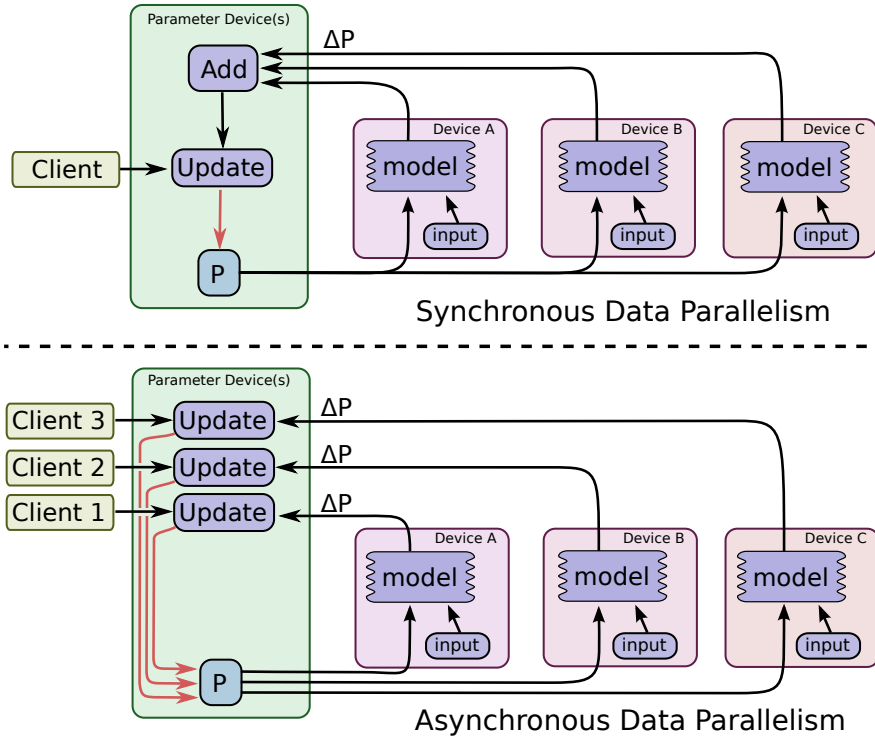 Parameter Device(s)
ΔP
Add
Device A
Device B
Device C
Client
Update
model
model
model
input
input
input
P
Synchronous Data Parallelism
Parameter Device(s)
Client 3
Update
ΔP
Client 2
Update
ΔP
Client 1
Update
ΔP
Device A
Device B
Device C
model
model
model
input
input
input
P
Asynchronous Data Parallelism